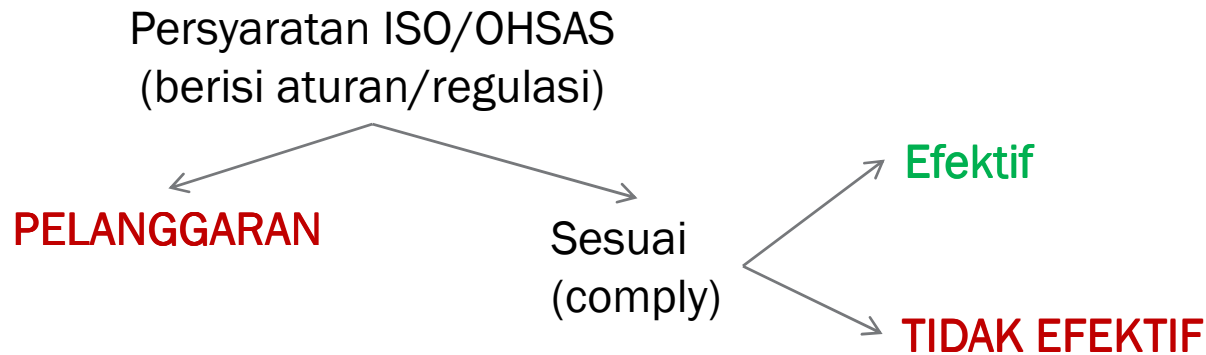 Persyaratan ISO/OHSAS
(berisi aturan/regulasi)
Efektif
PELANGGARAN
Sesuai
(comply)
TIDAK EFEKTIF